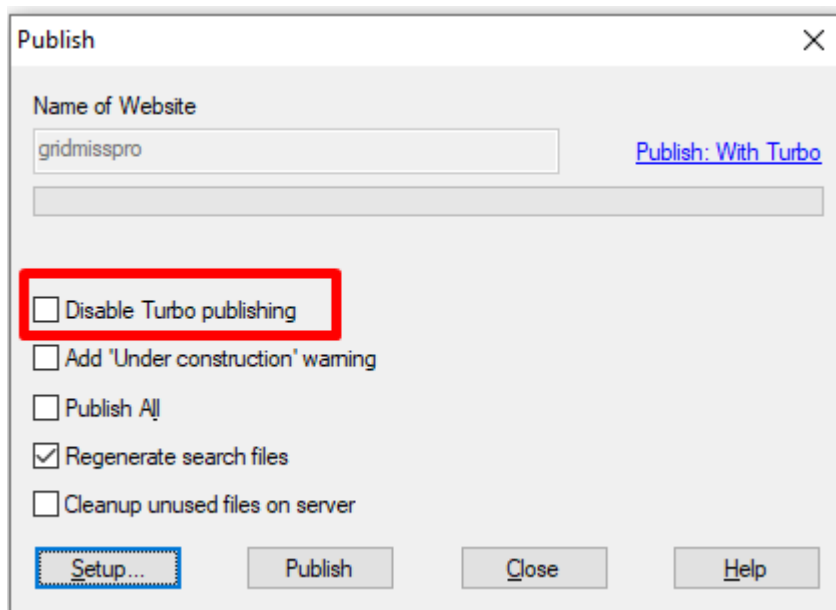 Publish
Name of Website
gridmisspro
Publish: With Turbo
Disable Turbo publishing
Add 'Under construction' warning
Publish All
Regenerate search files
Cleanup unused files on server
Setup... Publish Close Help